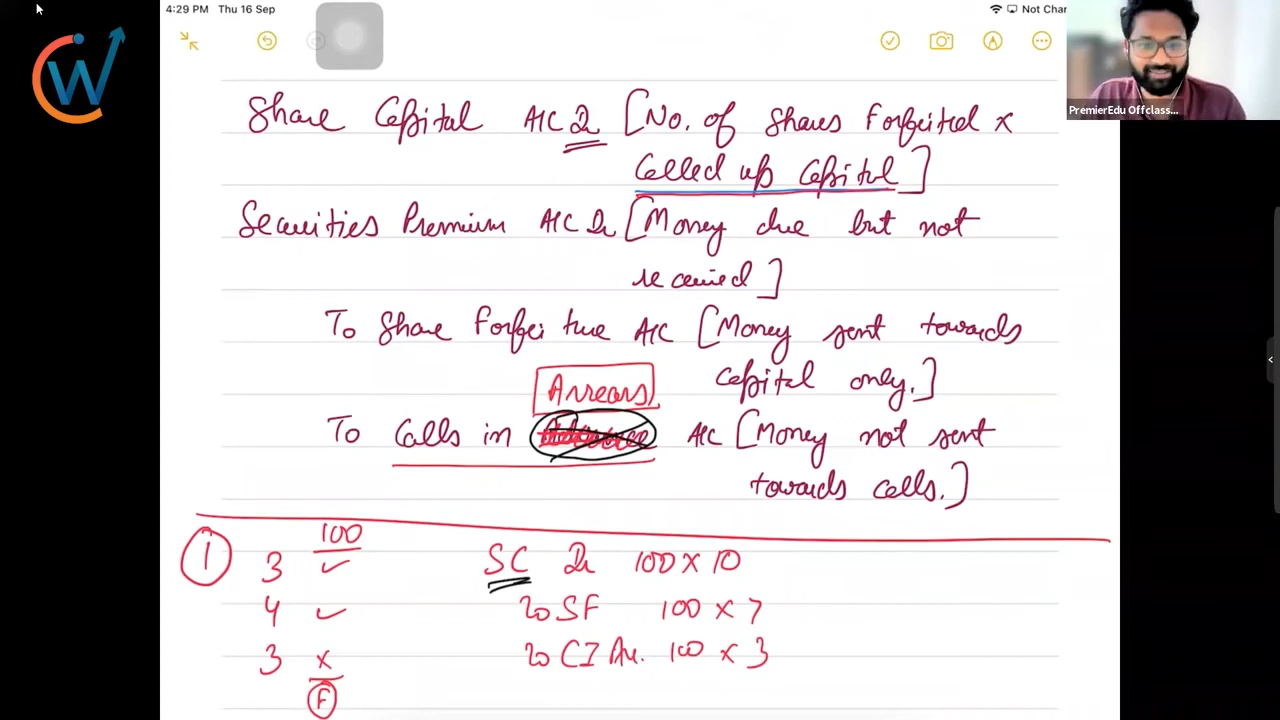 4:29 PM Thu 16 Sep
Not Char
PremierEdu Offclass...
Share Capital A/C Dr [No. of Shares Forfeited x
Called up Capital]
Securities Premium A/C Dr [Money due but not
received]
To Share Forfeiture A/C [Money sent towards
capital only.]
Arrears
To Calls in A/C [Money not sent
towards calls.]
1 100
3 ✓ SC Dr 100 x 10
4 ✓ To SF 100 x 7
3 x To CI Arr. 100 x 3
F